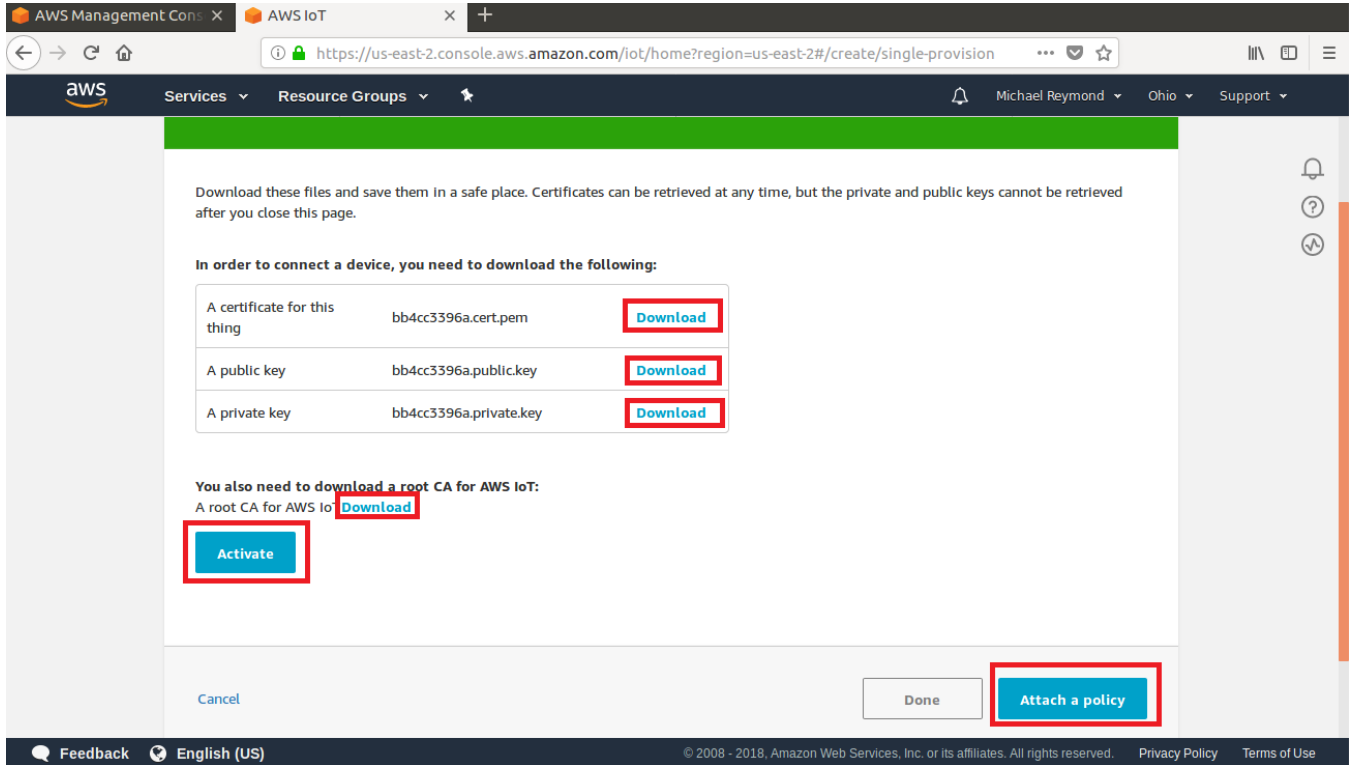 AWS Management Cons
AWS IoT
https://us-east-2.console.aws.amazon.com/iot/home?region=us-east-2#/create/single-provision
aws
Services
Resource Groups
Michael Reymond
Ohio
Support
Download these files and save them in a safe place. Certificates can be retrieved at any time, but the private and public keys cannot be retrieved
after you close this page.
In order to connect a device, you need to download the following:
A certificate for this
thing
bb4cc3396a.cert.pem
Download
A public key
bb4cc3396a.public.key
Download
A private key
bb4cc3396a.private.key
Download
You also need to download a root CA for AWS IoT:
A root CA for AWS IoT Download
Activate
Cancel
Done
Attach a policy
Feedback
English (US)
© 2008 - 2018, Amazon Web Services, Inc. or its affiliates. All rights reserved.
Privacy Policy
Terms of Use